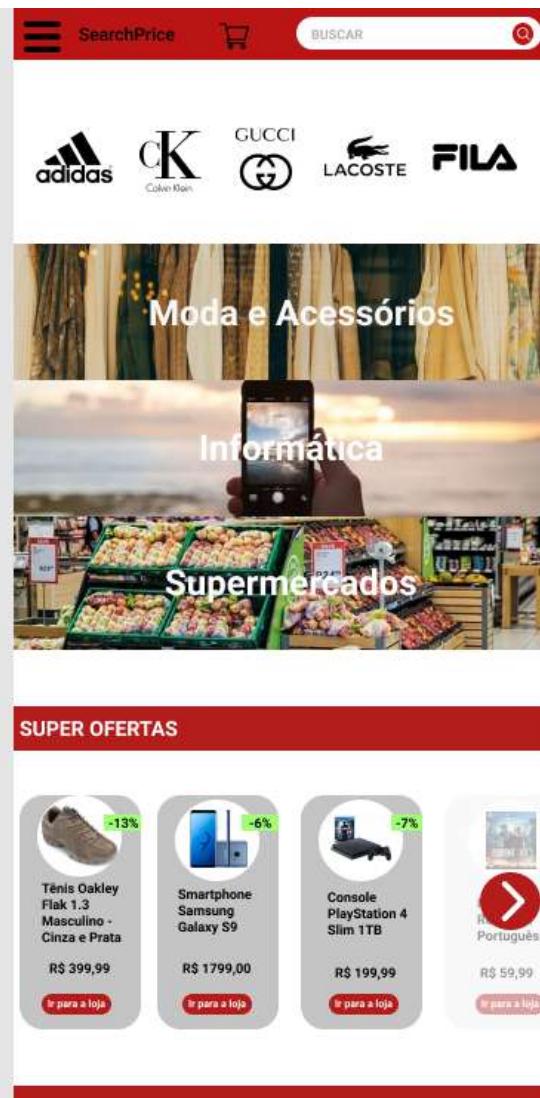 SearchPrice
BUSCAR
adidas
CK
Calvin Klein
GUCCI
LACOSTE
FILA
Moda e Acessórios
Informática
Supermercados
SUPER OFERTAS
-13%
Tênis Oakley
Flak 1.3
Masculino -
Cinza e Prata
R$ 399,99
Ir para a loja
-6%
Smartphone
Samsung
Galaxy S9
R$ 1799,00
Ir para a loja
-7%
Console
PlayStation 4
Slim 1TB
R$ 199,99
Ir para a loja
Português
R$ 59,99
Ir para a loja